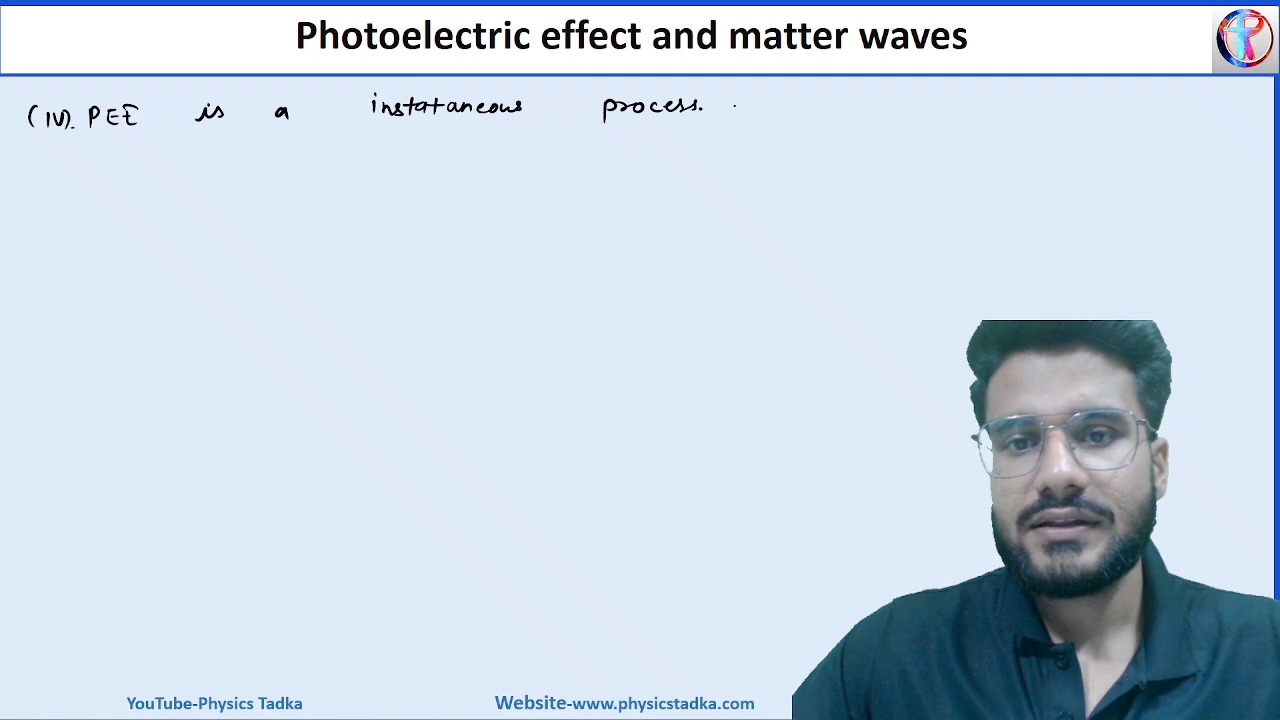 Photoelectric effect and matter waves
(IV). PEE is a instataneous process.
YouTube-Physics Tadka
Website-www.physicstadka.com